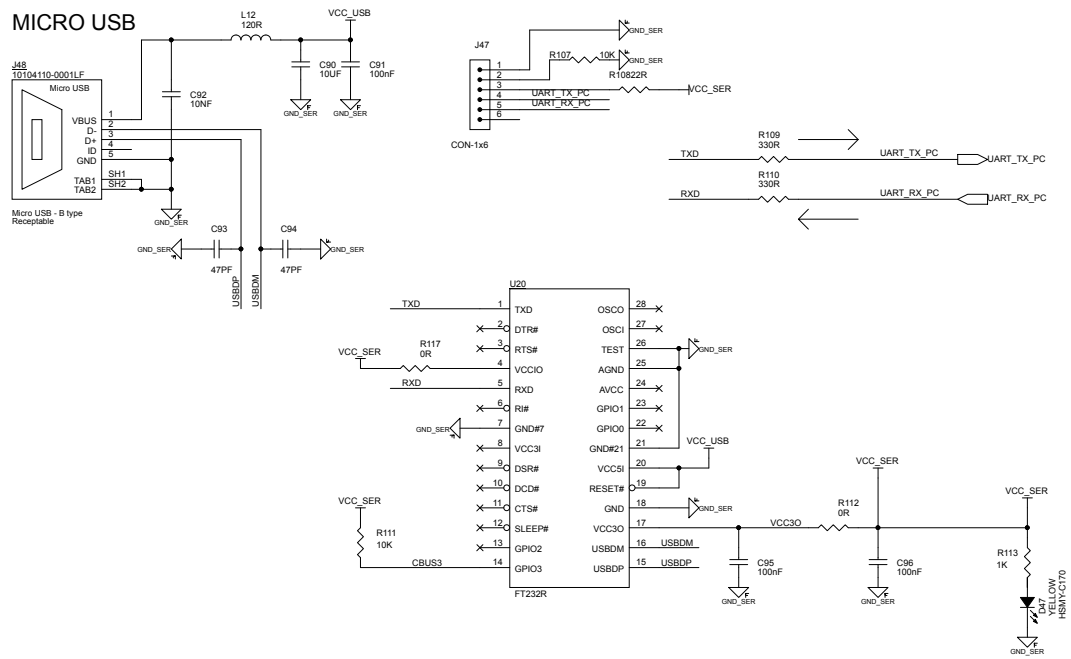 MICRO USB
J48
10104110-0001LF
Micro USB
VBUS
D-
D+
ID
GND
TAB1
TAB2
1
2
3
4
5
SH1
SH2
Micro USB - B type
Receptable
L12
120R
VCC_USB
C90
10UF
C91
100nF
C92
10NF
GND_SER
GND_SER
GND_SER
GND_SER
C93
47PF
C94
47PF
GND_SER
USBDP
USBDM
J47
1
2
3
4
5
6
CON-1x6
GND_SER
R107
10K
GND_SER
R108 22R
VCC_SER
UART_TX_PC
UART_RX_PC
TXD
R109
330R
UART_TX_PC
UART_TX_PC
RXD
R110
330R
UART_RX_PC
UART_RX_PC
U20
TXD
1
TXD
2
DTR#
3
RTS#
VCC_SER
R117
0R
4
VCCIO
RXD
5
RXD
6
RI#
GND_SER
7
GND#7
8
VCC3I
9
DSR#
10
DCD#
11
CTS#
12
SLEEP#
13
GPIO2
VCC_SER
R111
10K
CBUS3
14
GPIO3
FT232R
OSCO
28
OSCI
27
TEST
26
GND_SER
AGND
25
AVCC
24
GPIO1
23
GPIO0
22
GND#21
21
VCC_USB
VCC5I
20
RESET#
19
GND
18
GND_SER
VCC3O
17
VCC3O
USBDM
16
USBDM
USBDP
15
USBDP
C95
100nF
GND_SER
R112
0R
VCC_SER
C96
100nF
GND_SER
VCC_SER
R113
1K
D47
YELLOW
HSMY-C170
GND_SER